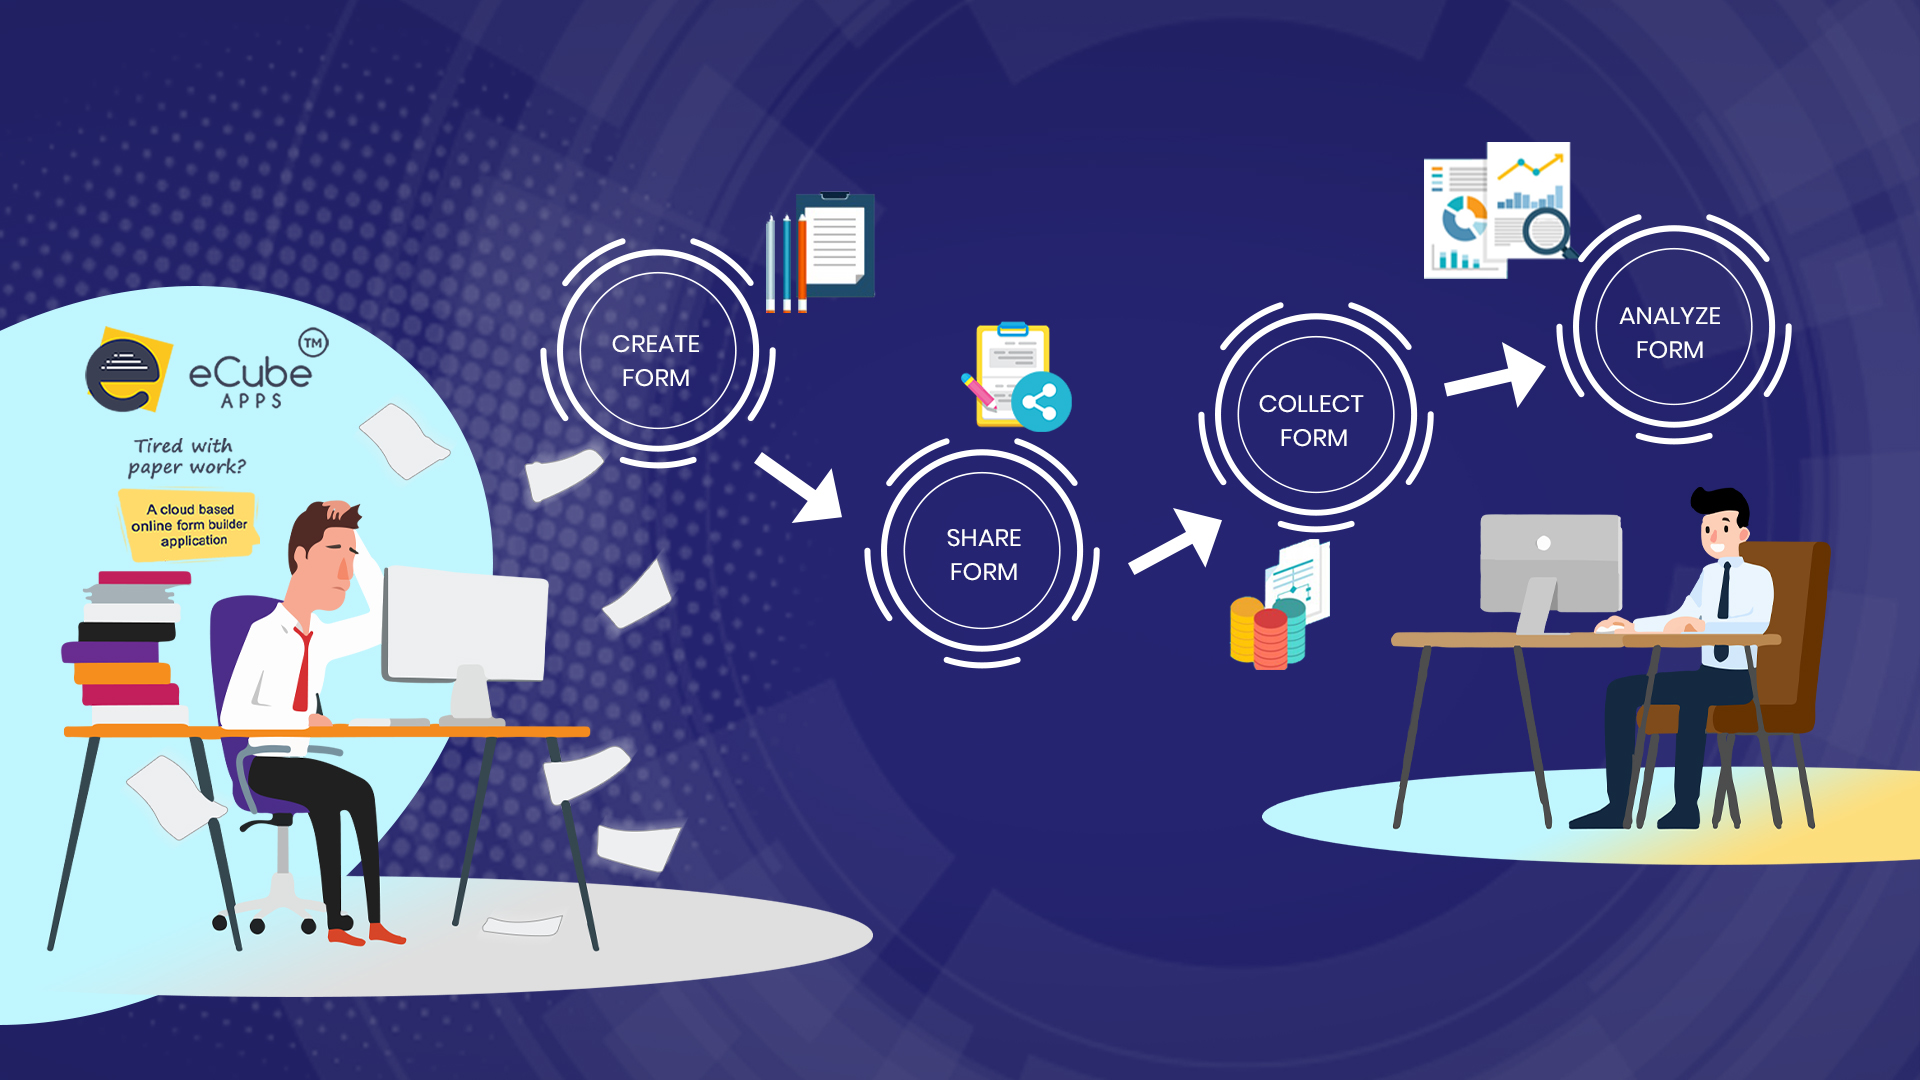 eCube TM
APPS
Tired with
paper work?
A cloud based
online form builder
application
CREATE
FORM
SHARE
FORM
COLLECT
FORM
ANALYZE
FORM